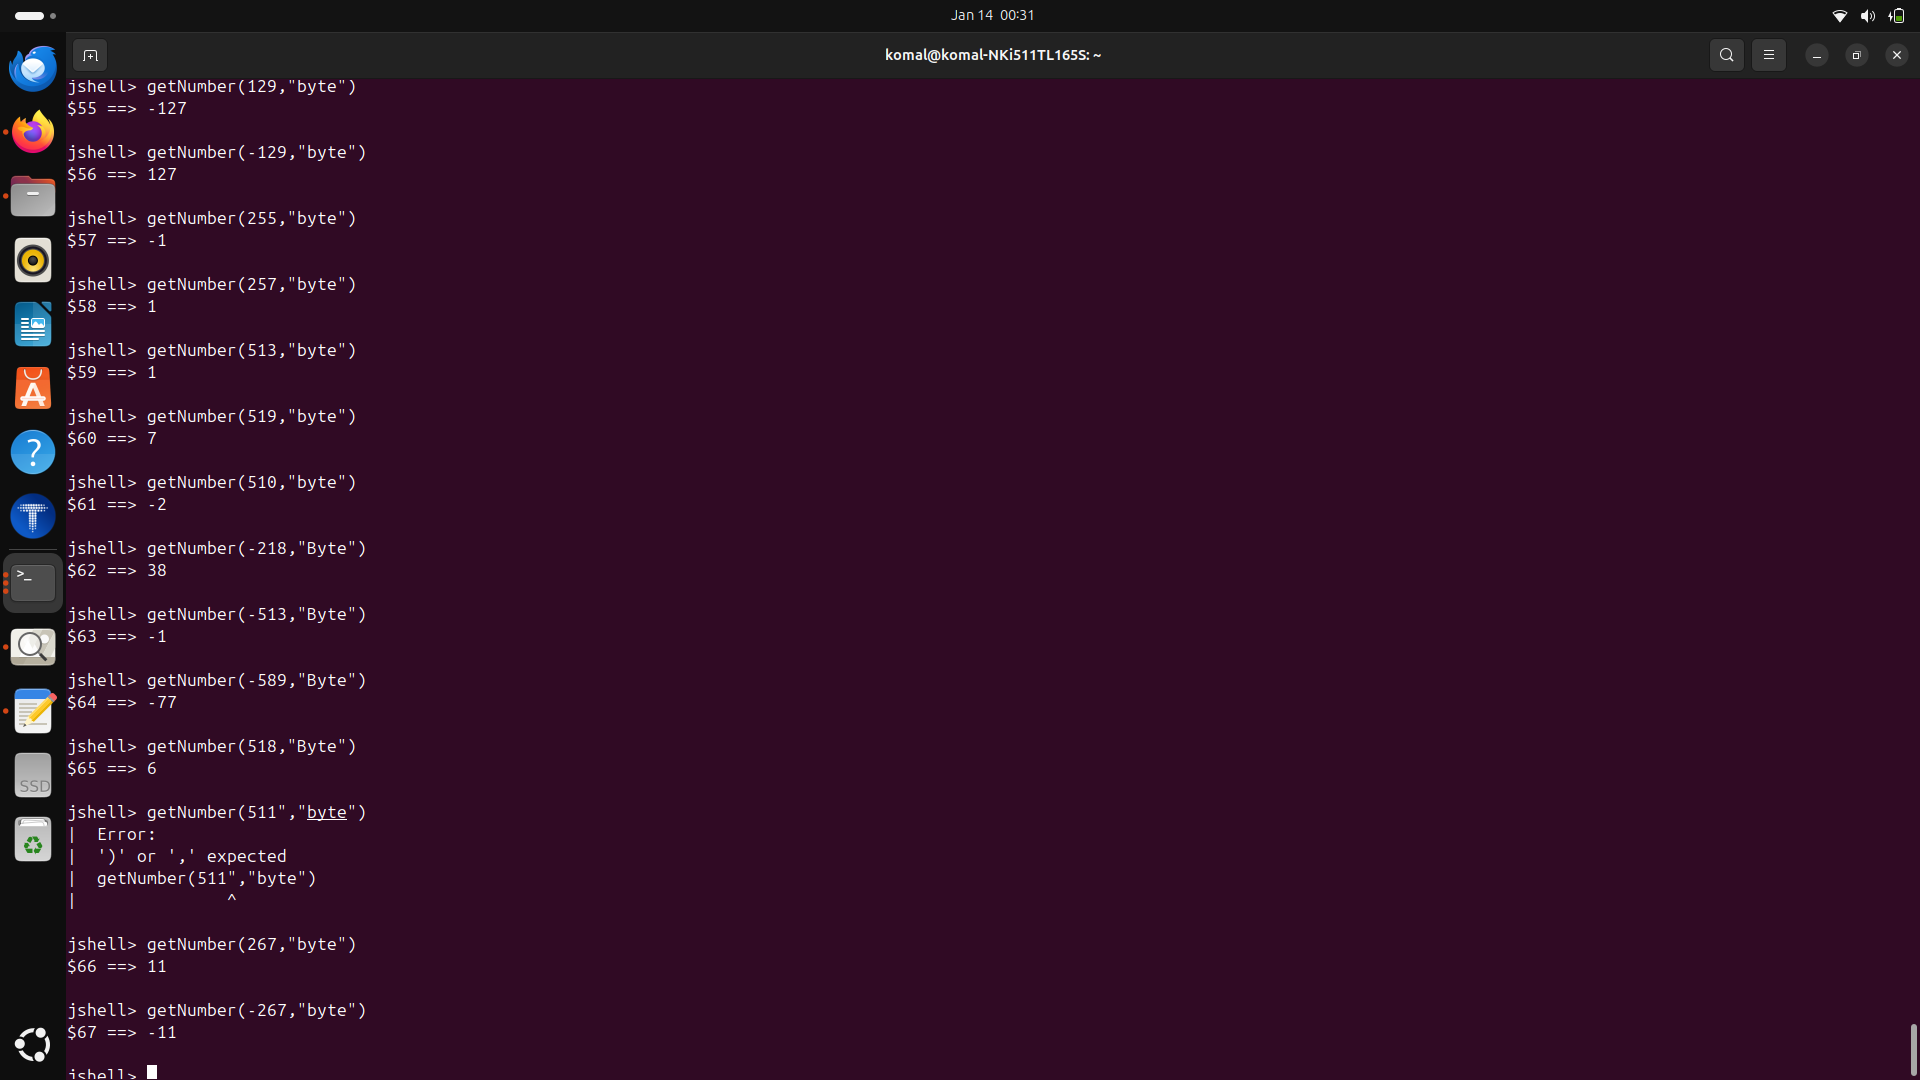 Jan 14 00:31
komal@komal-NKi511TL165S: ~
jshell> getNumber(129,"byte")
$55 ==> -127
jshell> getNumber(-129,"byte")
$56 ==> 127
jshell> getNumber(255,"byte")
$57 ==> -1
jshell> getNumber(257,"byte")
$58 ==> 1
jshell> getNumber(513,"byte")
$59 ==> 1
jshell> getNumber(519,"byte")
$60 ==> 7
jshell> getNumber(510,"byte")
$61 ==> -2
jshell> getNumber(-218,"Byte")
$62 ==> 38
jshell> getNumber(-513,"Byte")
$63 ==> -1
jshell> getNumber(-589,"Byte")
$64 ==> -77
jshell> getNumber(518,"Byte")
$65 ==> 6
jshell> getNumber(511","byte")
|  Error:
|  ')' or ',' expected
|  getNumber(511","byte")
|                ^
jshell> getNumber(267,"byte")
$66 ==> 11
jshell> getNumber(-267,"byte")
$67 ==> -11
jshell>
SSD